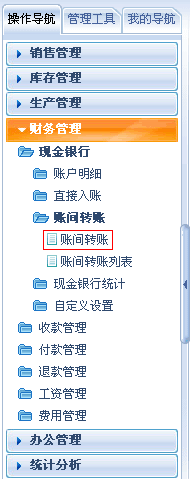 操作导航 管理工具 我的导航
销售管理
库存管理
生产管理
财务管理
现金银行
账户明细
直接入账
账间转账
账间转账
账间转账列表
现金银行统计
自定义设置
收款管理
付款管理
退款管理
工资管理
费用管理
办公管理
统计分析